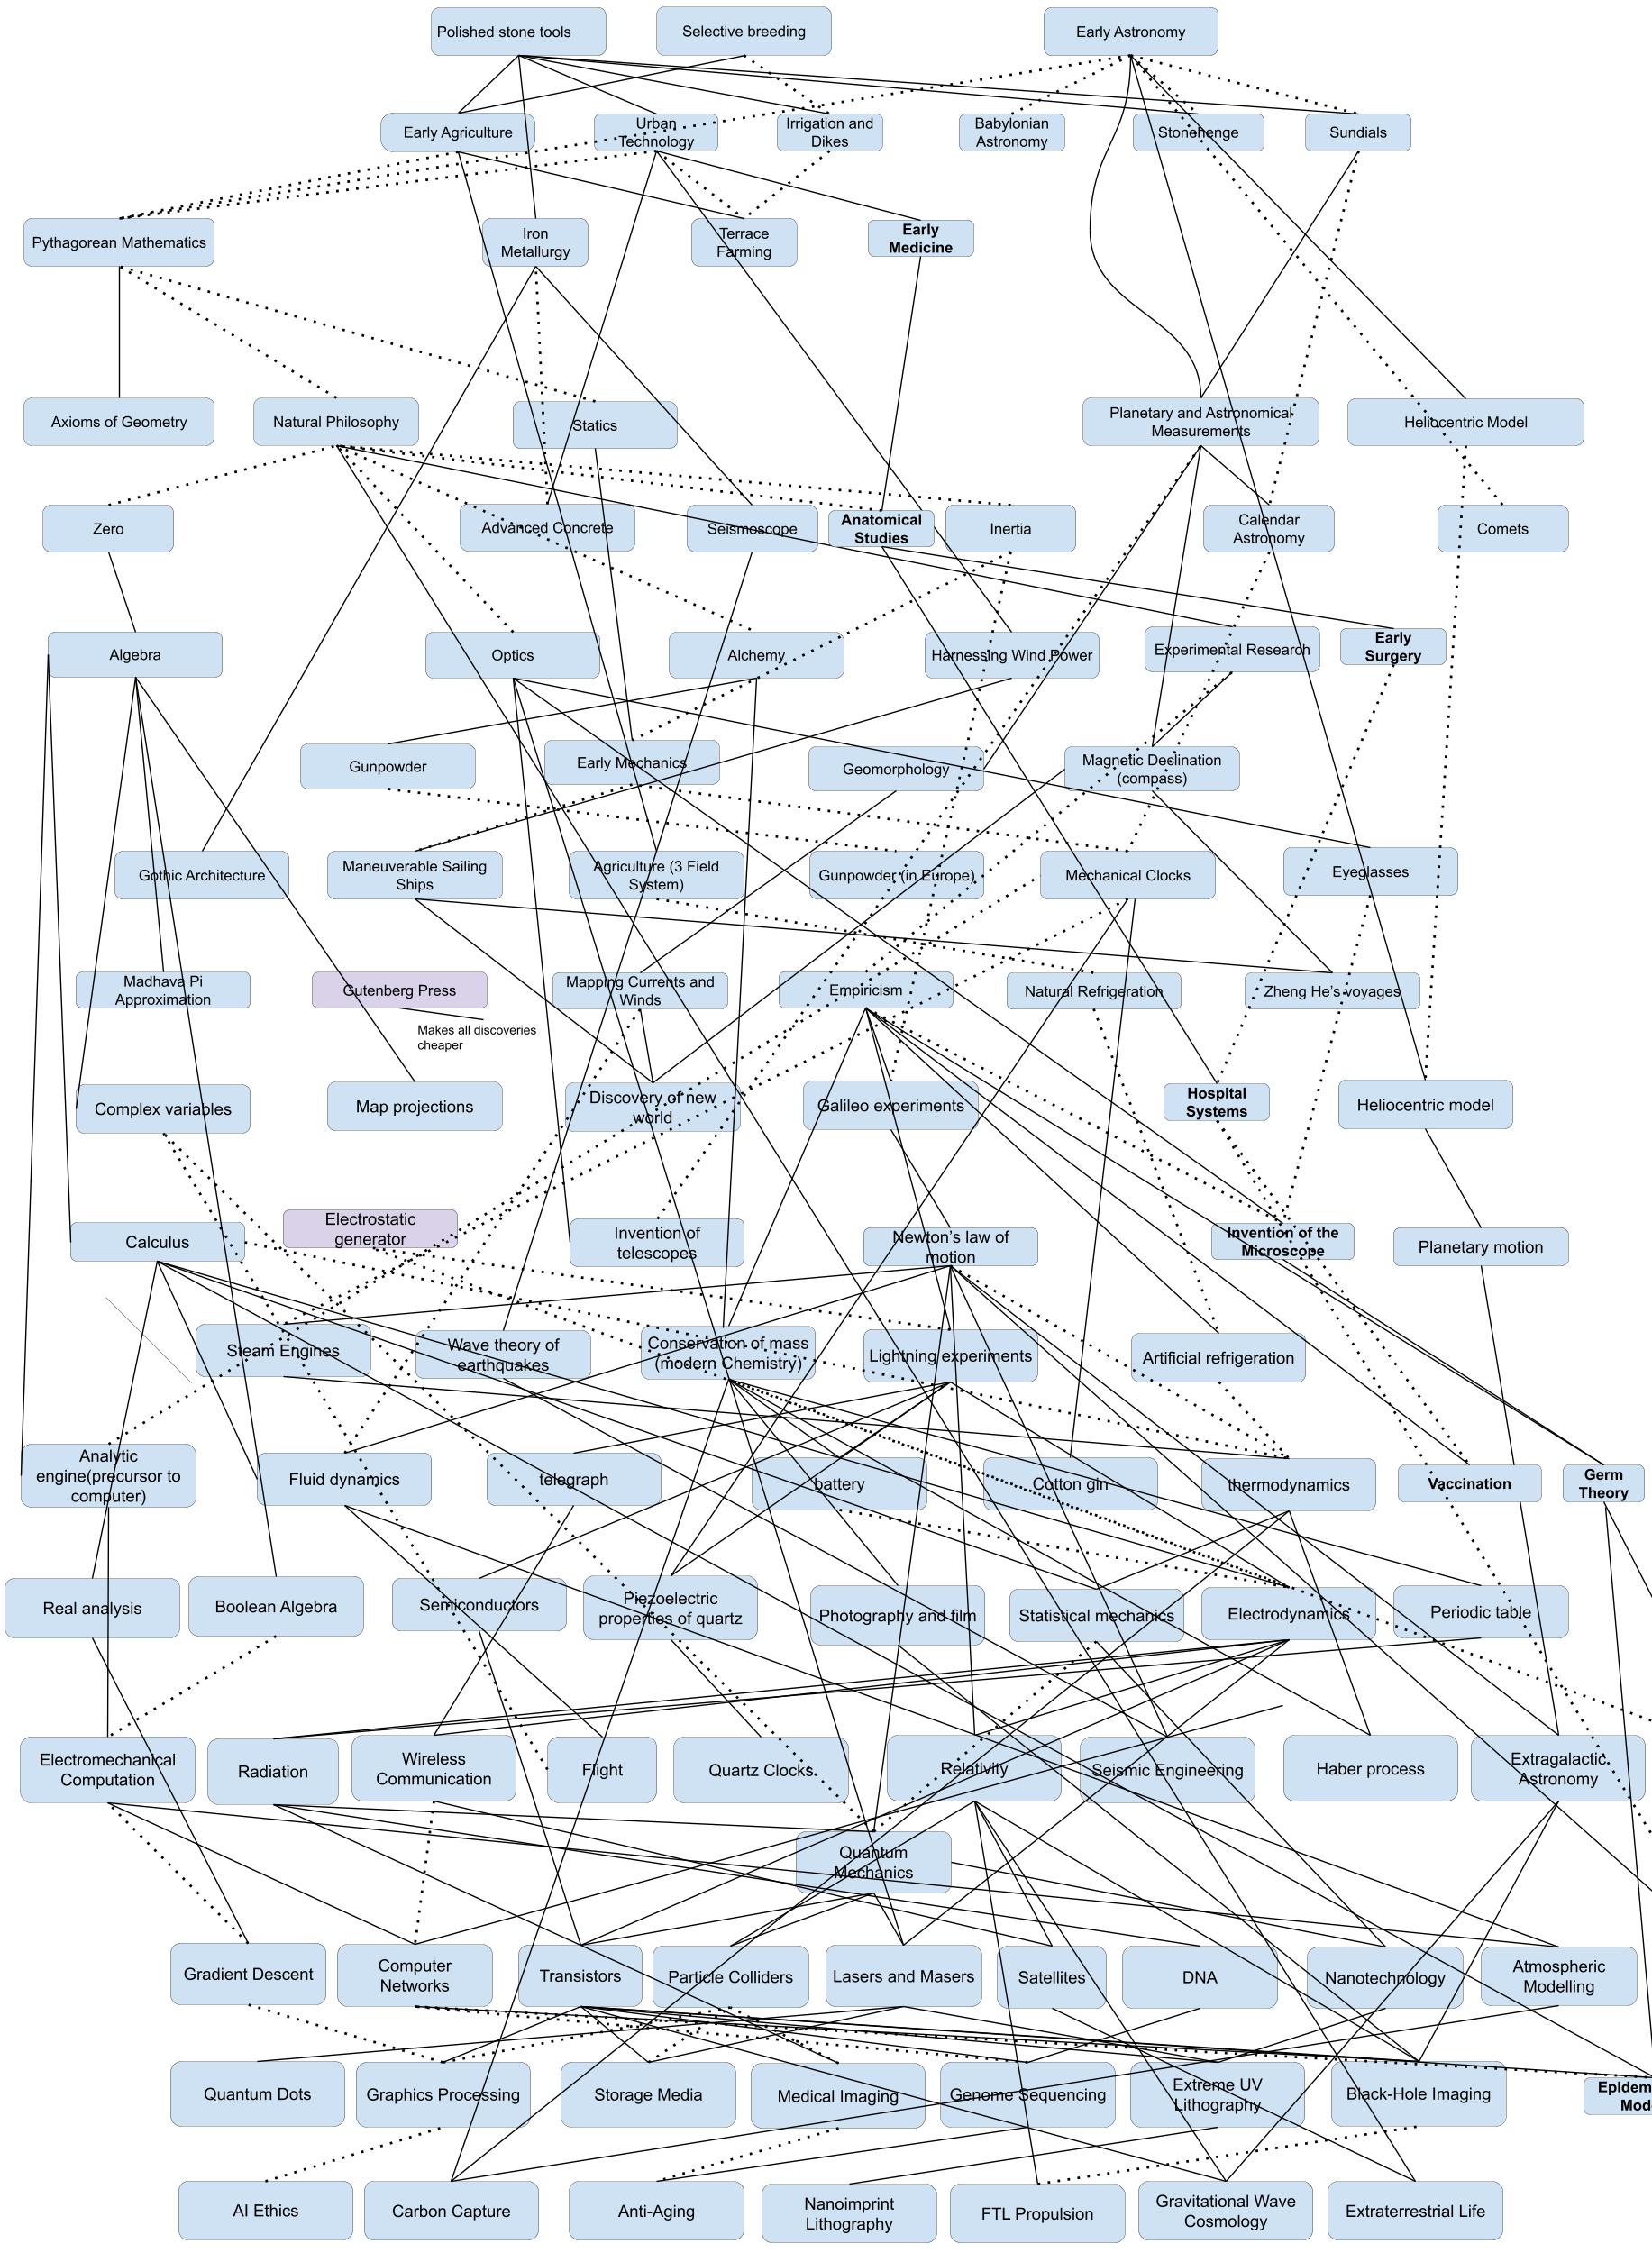 Polished stone tools
Selective breeding
Early Astronomy
Early Agriculture
Urban
Technology
Irrigation and
Dikes
Babylonian
Astronomy
Stonehenge
Sundials
Pythagorean Mathematics
Iron
Metallurgy
Terrace
Farming
Early
Medicine
Axioms of Geometry
Natural Philosophy
Statics
Planetary and Astronomical
Measurements
Heliocentric Model
Zero
Advanced Concrete
Seismoscope
Anatomical
Studies
Inertia
Calendar
Astronomy
Comets
Algebra
Optics
Alchemy
Harnessing Wind Power
Experimental Research
Early
Surgery
Gunpowder
Early Mechanics
Geomorphology
Magnetic Declination
(compass)
Gothic Architecture
Maneuverable Sailing
Ships
Agriculture (3 Field
System)
Gunpowder (in Europe)
Mechanical Clocks
Eyeglasses
Madhava Pi
Approximation
Gutenberg Press
Makes all discoveries
cheaper
Mapping Currents and
Winds
Empiricism
Natural Refrigeration
Zheng He's voyages
Complex variables
Map projections
Discovery of new
world
Galileo experiments
Hospital
Systems
Heliocentric model
Calculus
Electrostatic
generator
Invention of
telescopes
Newton's law of
motion
Invention of the
Microscope
Planetary motion
Steam Engines
Wave theory of
earthquakes
Conservation of mass
(modern Chemistry)
Lightning experiments
Artificial refrigeration
Analytic
engine(precursor to
computer)
Fluid dynamics
telegraph
battery
Cotton gin
thermodynamics
Vaccination
Germ
Theory
Real analysis
Boolean Algebra
Semiconductors
Piezoelectric
properties of quartz
Photography and film
Statistical mechanics
Electrodynamics
Periodic table
Electromechanical
Computation
Radiation
Wireless
Communication
Flight
Quartz Clocks
Relativity
Seismic Engineering
Haber process
Extragalactic
Astronomy
Quantum
Mechanics
Gradient Descent
Computer
Networks
Transistors
Particle Colliders
Lasers and Masers
Satellites
DNA
Nanotechnology
Atmospheric
Modelling
Quantum Dots
Graphics Processing
Storage Media
Medical Imaging
Genome Sequencing
Extreme UV
Lithography
Black-Hole Imaging
Epidem
Mod
AI Ethics
Carbon Capture
Anti-Aging
Nanoimprint
Lithography
FTL Propulsion
Gravitational Wave
Cosmology
Extraterrestrial Life